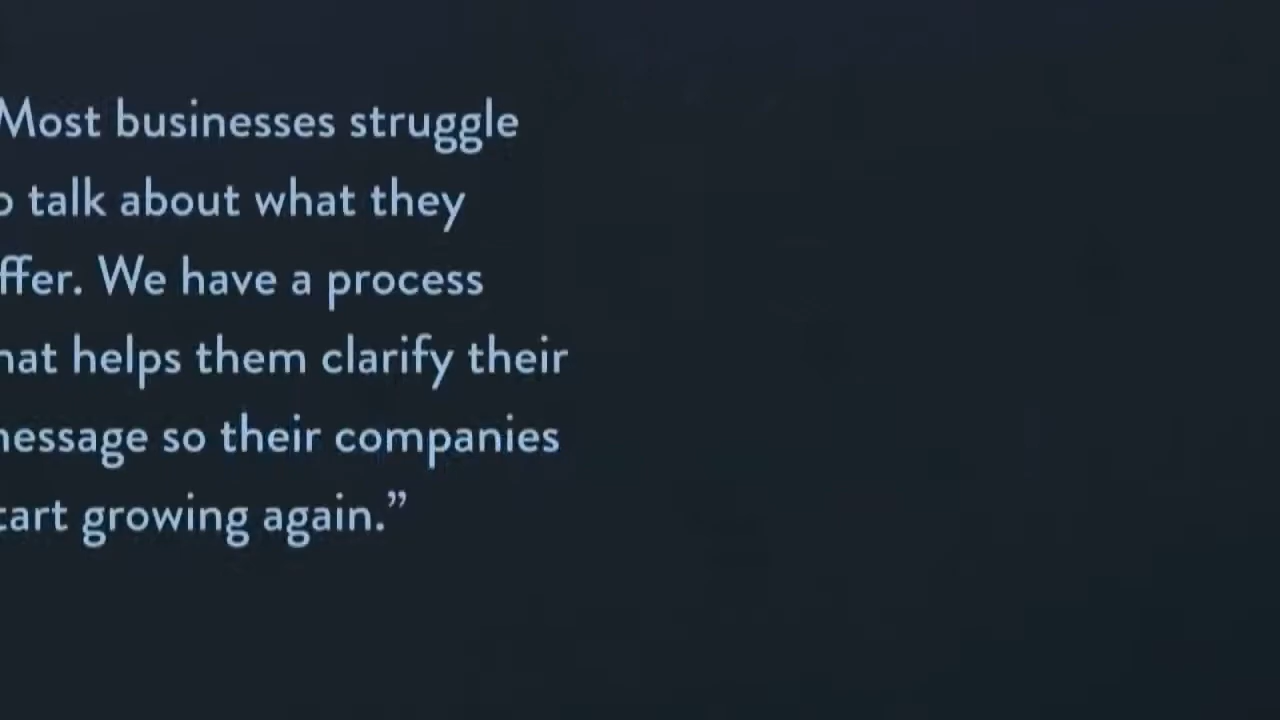 Most businesses struggle
o talk about what they
ffer. We have a process
hat helps them clarify their
nessage so their companies
tart growing again.”